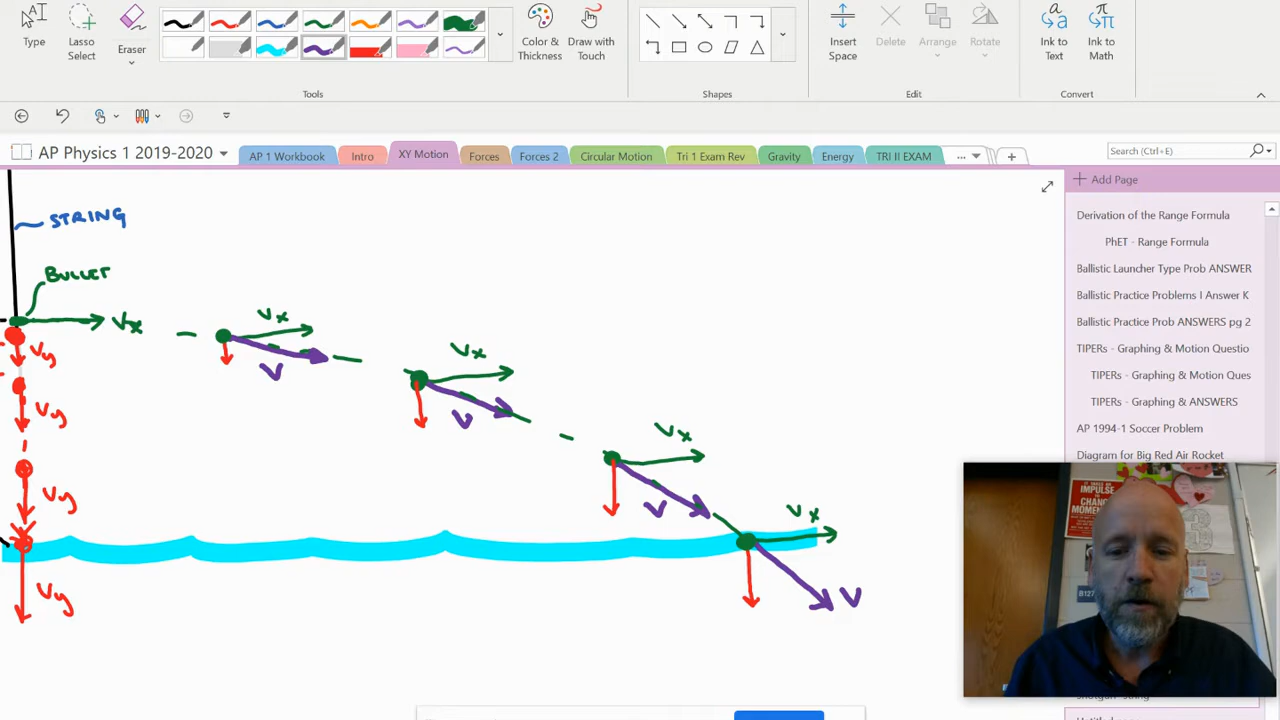 Type
Lasso
Select
Eraser
Color &
Thickness
Draw with
Touch
Insert
Space
Delete
Arrange
Rotate
Ink to
Text
Ink to
Math
Tools
Shapes
Edit
Convert
AP Physics 1 2019-2020
AP 1 Workbook
Intro
XY Motion
Forces
Forces 2
Circular Motion
Tri 1 Exam Rev
Gravity
Energy
TRI II EXAM
...
Search (Ctrl+E)
Add Page
Derivation of the Range Formula
PhET - Range Formula
Ballistic Launcher Type Prob ANSWER
Ballistic Practice Problems I Answer K
Ballistic Practice Prob ANSWERS pg 2
TIPERs - Graphing & Motion Questio
TIPERs - Graphing & Motion Ques
TIPERs - Graphing & ANSWERS
AP 1994-1 Soccer Problem
Diagram for Big Red Air Rocket
STRING
BULLET
Vx
Vx
Vx
Vx
Vx
Vy
Vy
Vy
Vy
V
V
V
V
IMPULSE
TO
CHANGE
MOMEN
B127